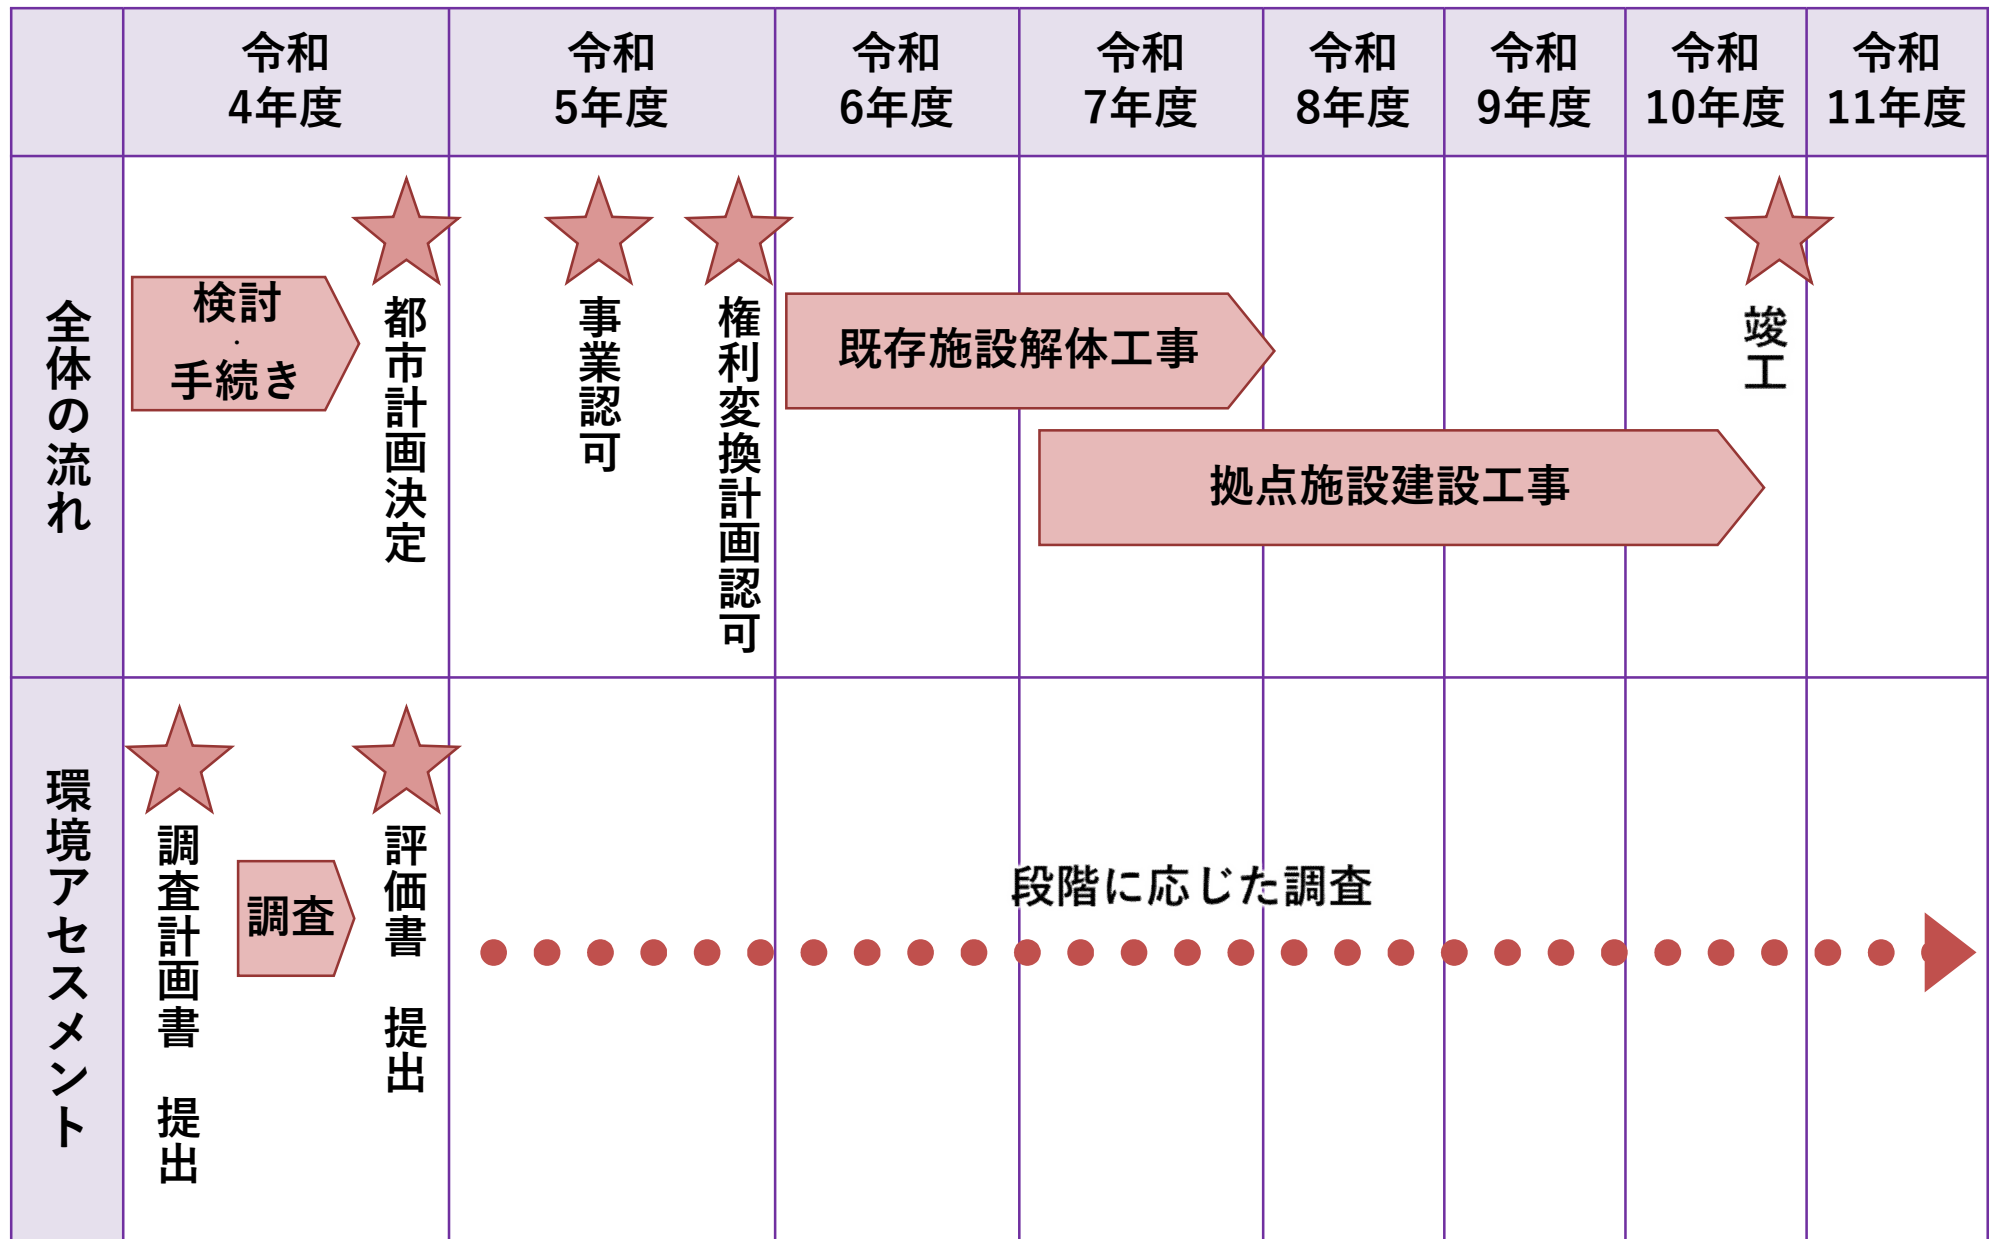 令和
4年度
令和
5年度
令和
6年度
令和
7年度
令和
8年度
令和
9年度
令和
10年度
令和
11年度
全体の流れ
検討
・
手続き
都市計画決定
事業認可
権利変換計画認可
既存施設解体工事
拠点施設建設工事
竣工
環境アセスメント
調査計画書　提出
調査
評価書　提出
段階に応じた調査